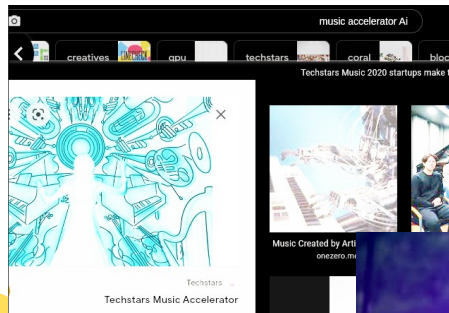 music accelerator Ai
creatives gpu techstars coral bloc
Techstars Music 2020 startups make t
Music Created by Arti
onezero.me
Techstars
Techstars Music Accelerator